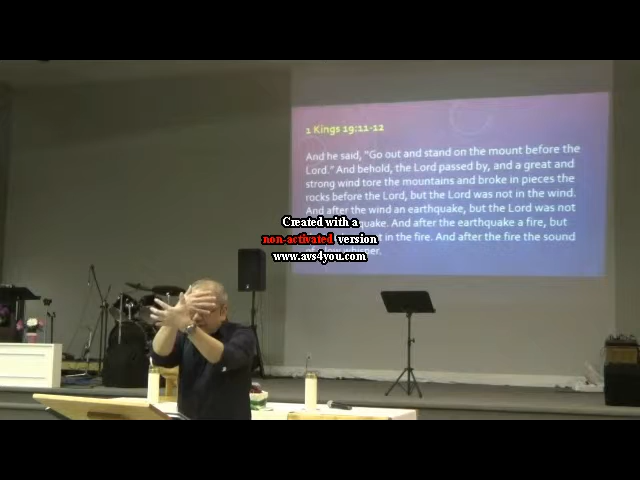 1 Kings 19:11-12
And he said, "Go out and stand on the mount before the
Lord." And behold, the Lord passed by, and a great and
strong wind tore the mountains and broke in pieces the
rocks before the Lord, but the Lord was not in the wind.
And after the wind an earthquake, but the Lord was not
quake. And after the earthquake a fire, but
in the fire. And after the fire the sound
whisper.
Created with a
non-activated version
www.avs4you.com